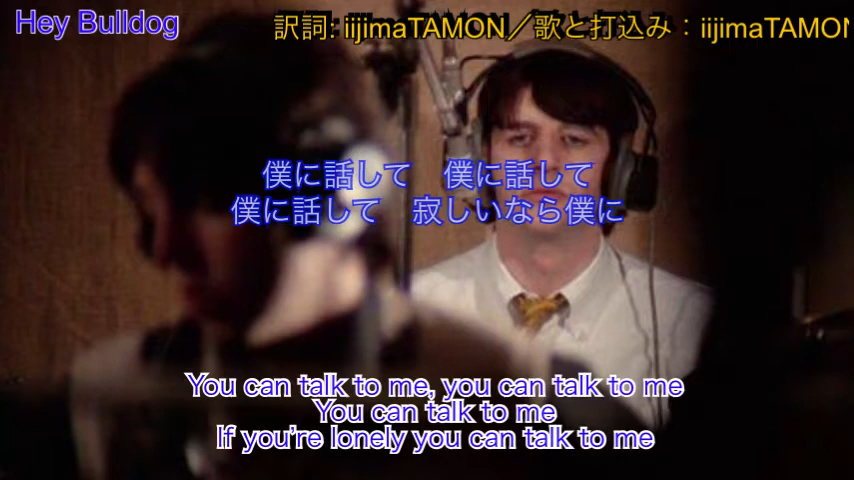 Hey Bulldog
訳詞: iijimaTAMON／歌と打込み：iijimaTAMON
僕に話して　僕に話して
僕に話して　寂しいなら僕に
You can talk to me, you can talk to me
You can talk to me
If you're lonely you can talk to me